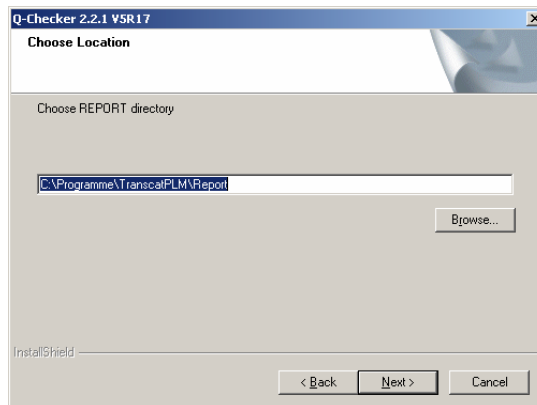 Q-Checker 2.2.1 V5R17
Choose Location
Choose REPORT directory
C:\Programme\TranscatPLM\Report
Browse...
InstallShield
< Back Next > Cancel